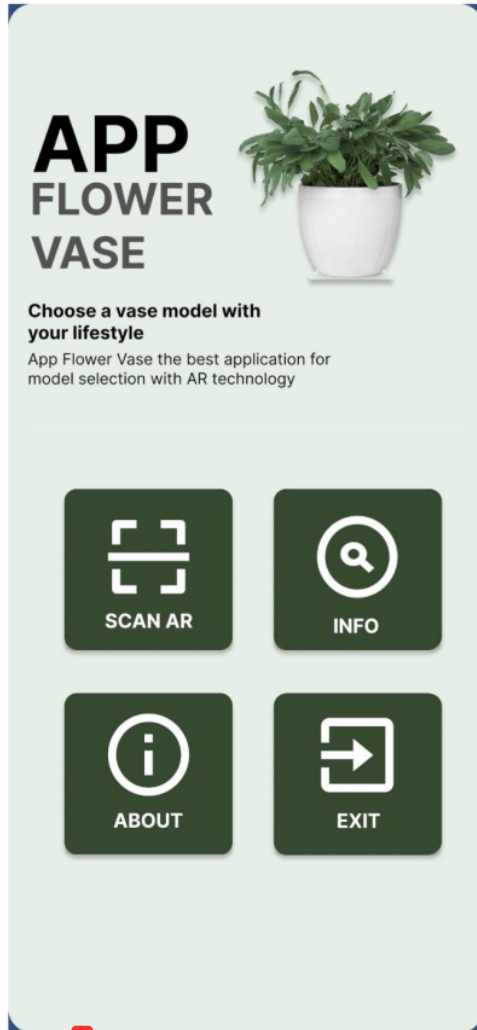 APP
FLOWER
VASE
Choose a vase model with
your lifestyle
App Flower Vase the best application for
model selection with AR technology
SCAN AR
INFO
ABOUT
EXIT